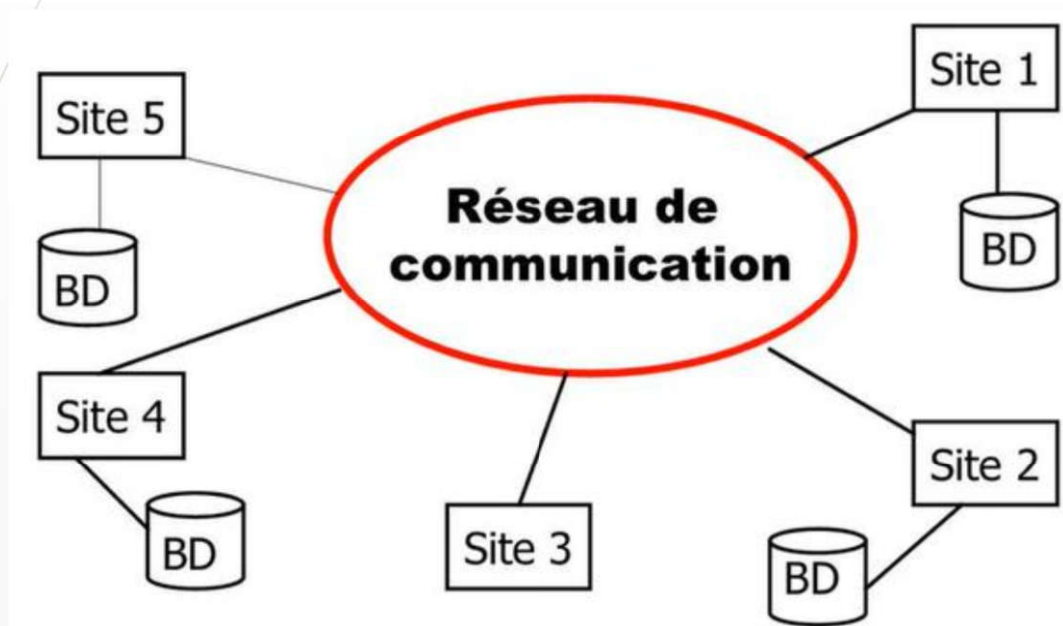 Site 1
Site 5
Réseau de
communication
BD
BD
Site 4
Site 2
BD
Site 3
BD